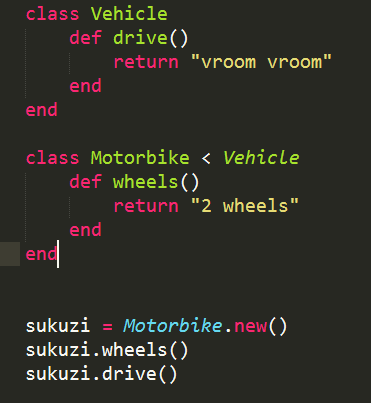 class Vehicle
    def drive()
        return "vroom vroom"
    end
end

class Motorbike < Vehicle
    def wheels()
        return "2 wheels"
    end
end


sukuzi = Motorbike.new()
sukuzi.wheels()
sukuzi.drive()